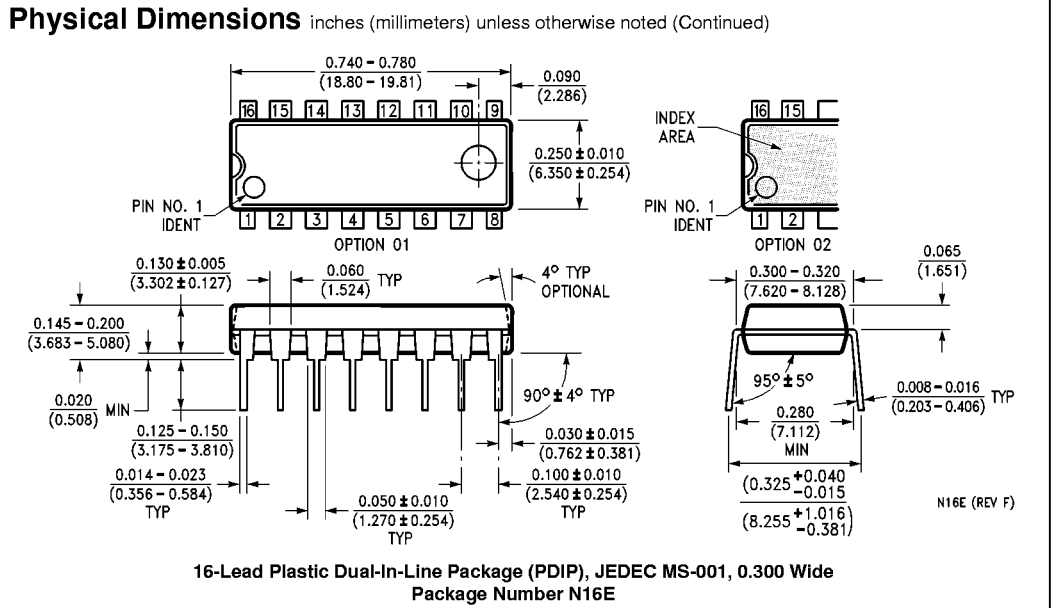 Physical Dimensions inches (millimeters) unless otherwise noted (Continued)
0.740 – 0.780
(18.80 – 19.81)
0.090
(2.286)
16 15 14 13 12 11 10 9
0.250 ± 0.010
(6.350 ± 0.254)
PIN NO. 1
IDENT
1 2 3 4 5 6 7 8
OPTION 01
16 15
INDEX
AREA
PIN NO. 1
IDENT
1 2
OPTION 02
0.130 ± 0.005
(3.302 ± 0.127)
0.060
(1.524)
TYP
4° TYP
OPTIONAL
0.145 – 0.200
(3.683 – 5.080)
0.020
(0.508)
MIN
0.125 – 0.150
(3.175 – 3.810)
0.014 – 0.023
(0.356 – 0.584)
TYP
0.050 ± 0.010
(1.270 ± 0.254)
TYP
90° ± 4° TYP
0.030 ± 0.015
(0.762 ± 0.381)
0.100 ± 0.010
(2.540 ± 0.254)
TYP
0.300 – 0.320
(7.620 – 8.128)
0.065
(1.651)
95° ± 5°
0.008 – 0.016
(0.203 – 0.406)
TYP
0.280
(7.112)
MIN
(0.325 +0.040
–0.015
(8.255 +1.016
–0.381)
N16E (REV F)
16-Lead Plastic Dual-In-Line Package (PDIP), JEDEC MS-001, 0.300 Wide
Package Number N16E